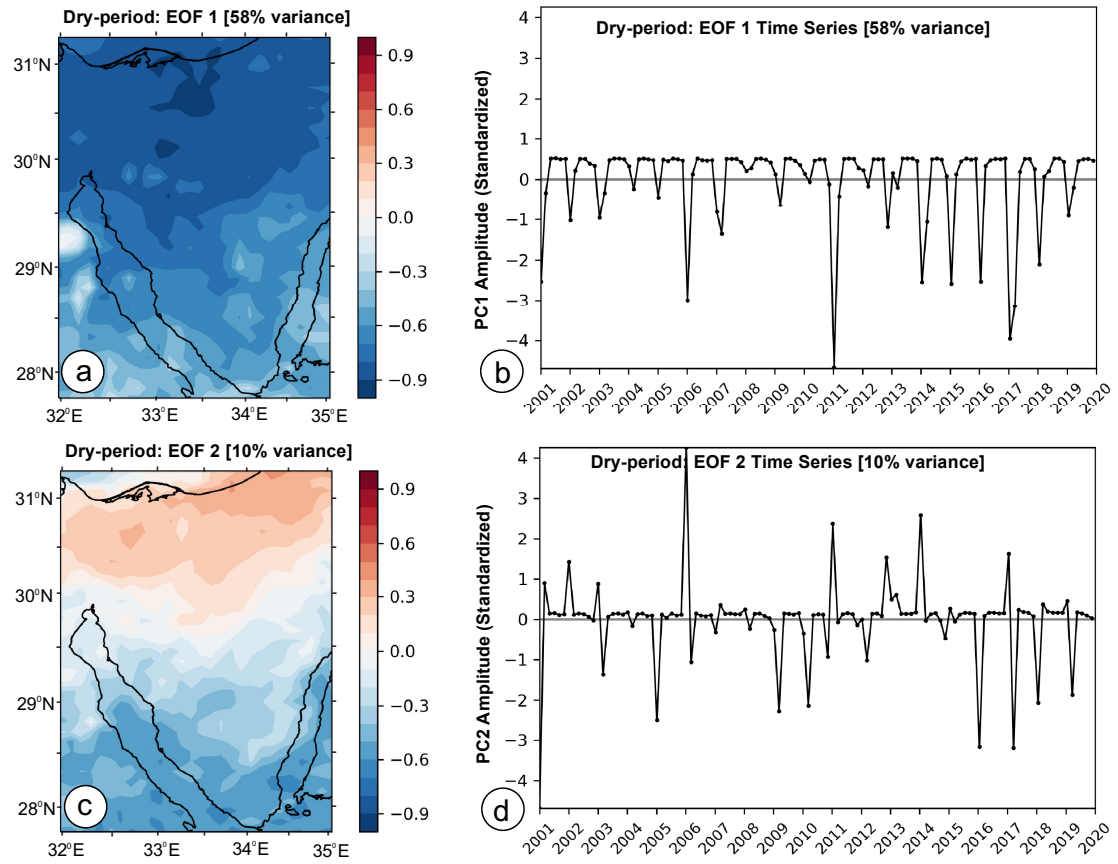 Dry-period: EOF 1 [58% variance]
31°N
30°N
29°N
28°N
32°E
33°E
34°E
35°E
0.9
0.6
0.3
0.0
−0.3
−0.6
−0.9
a
Dry-period: EOF 1 Time Series [58% variance]
PC1 Amplitude (Standardized)
4
3
2
1
0
−1
−2
−3
−4
b
2001
2002
2003
2004
2005
2006
2007
2008
2009
2010
2011
2012
2013
2014
2015
2016
2017
2018
2019
2020
Dry-period: EOF 2 [10% variance]
31°N
30°N
29°N
28°N
32°E
33°E
34°E
35°E
0.9
0.6
0.3
0.0
−0.3
−0.6
−0.9
c
Dry-period: EOF 2 Time Series [10% variance]
PC2 Amplitude (Standardized)
4
3
2
1
0
−1
−2
−3
−4
d
2001
2002
2003
2004
2005
2006
2007
2008
2009
2010
2011
2012
2013
2014
2015
2016
2017
2018
2019
2020